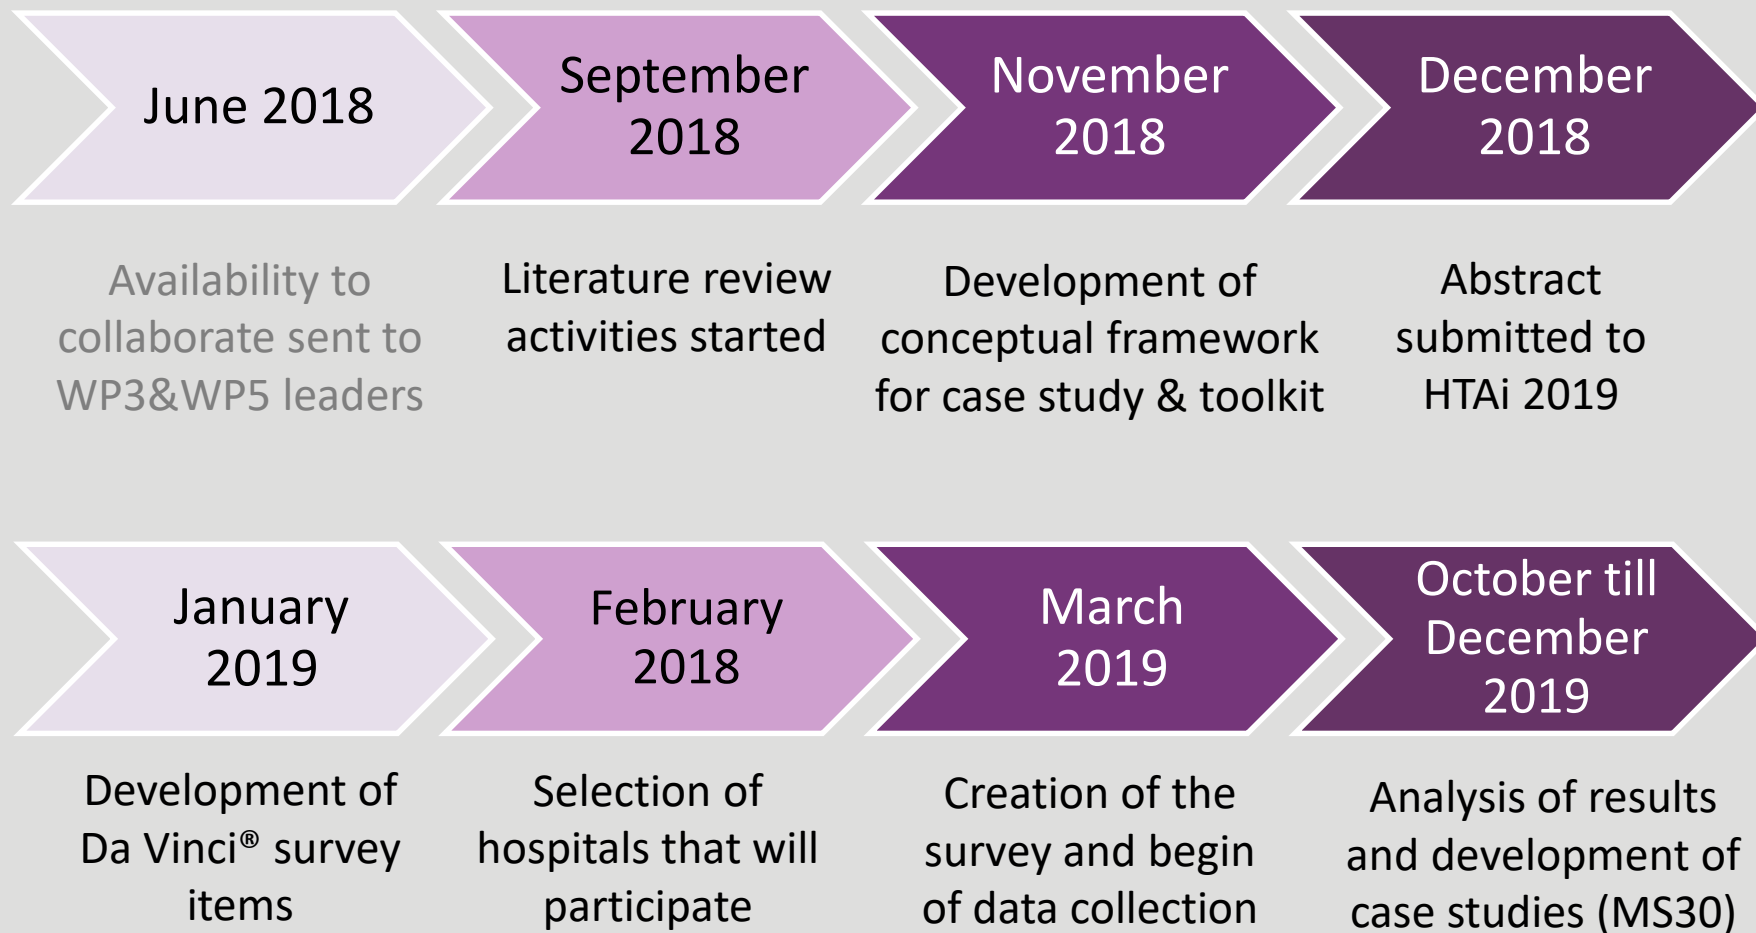 June 2018
September
2018
November
2018
December
2018
Availability to
collaborate sent to
WP3&WP5 leaders
Literature review
activities started
Development of
conceptual framework
for case study & toolkit
Abstract
submitted to
HTAi 2019
January
2019
February
2018
March
2019
October till
December
2019
Development of
Da Vinci® survey
items
Selection of
hospitals that will
participate
Creation of the
survey and begin
of data collection
Analysis of results
and development of
case studies (MS30)